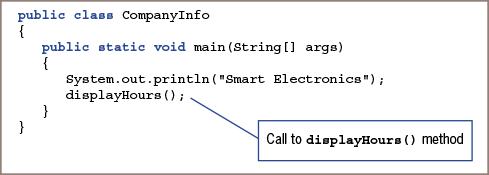 public class CompanyInfo
{
   public static void main(String[] args)
   {
      System.out.println("Smart Electronics");
      displayHours();
   }
}
Call to displayHours() method